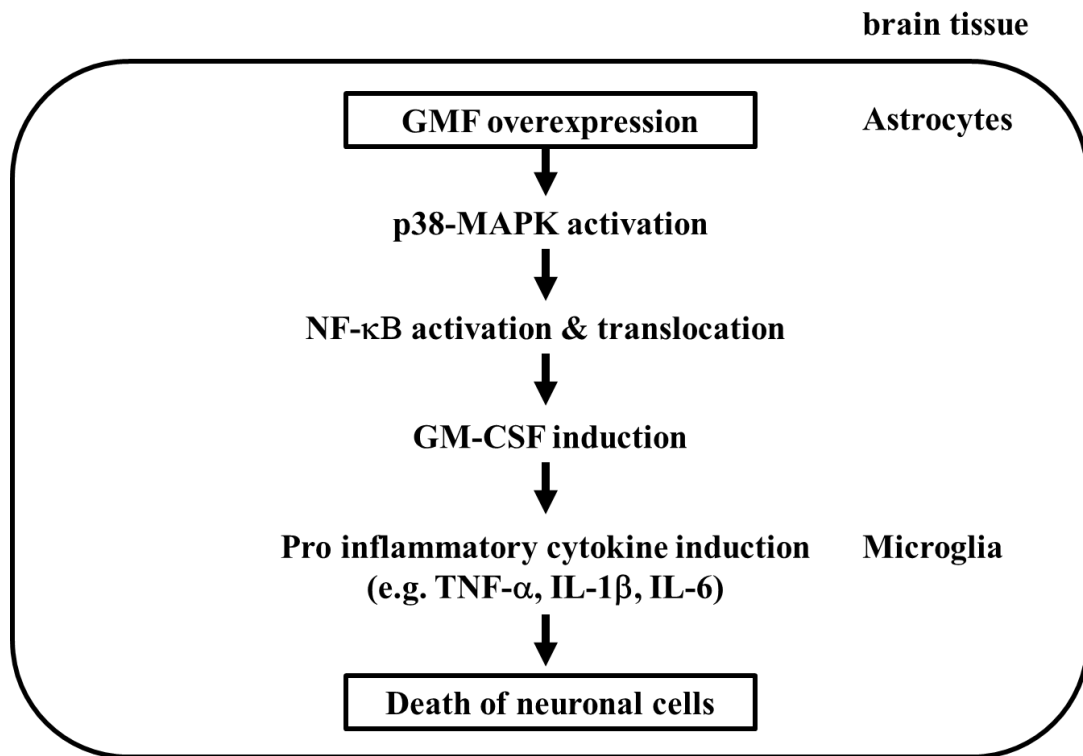 brain tissue
GMF overexpression
Astrocytes
p38-MAPK activation
NF-κB activation & translocation
GM-CSF induction
Pro inflammatory cytokine induction
Microglia
(e.g. TNF-α, IL-1β, IL-6)
Death of neuronal cells